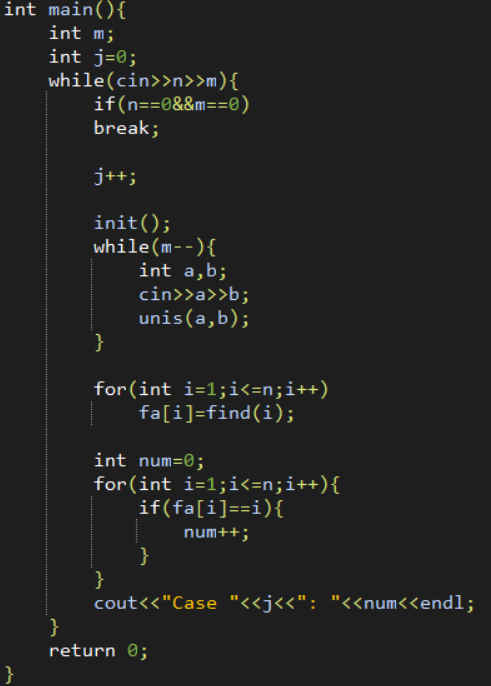 int main(){
    int m;
    int j=0;
    while(cin>>n>>m){
        if(n==0&&m==0)
        break;

        j++;

        init();
        while(m--){
            int a,b;
            cin>>a>>b;
            unis(a,b);
        }

        for(int i=1;i<=n;i++)
            fa[i]=find(i);

        int num=0;
        for(int i=1;i<=n;i++){
            if(fa[i]==i){
                num++;
            }
        }
        cout<<"Case "<<j<<": "<<num<<endl;
    }
    return 0;
}